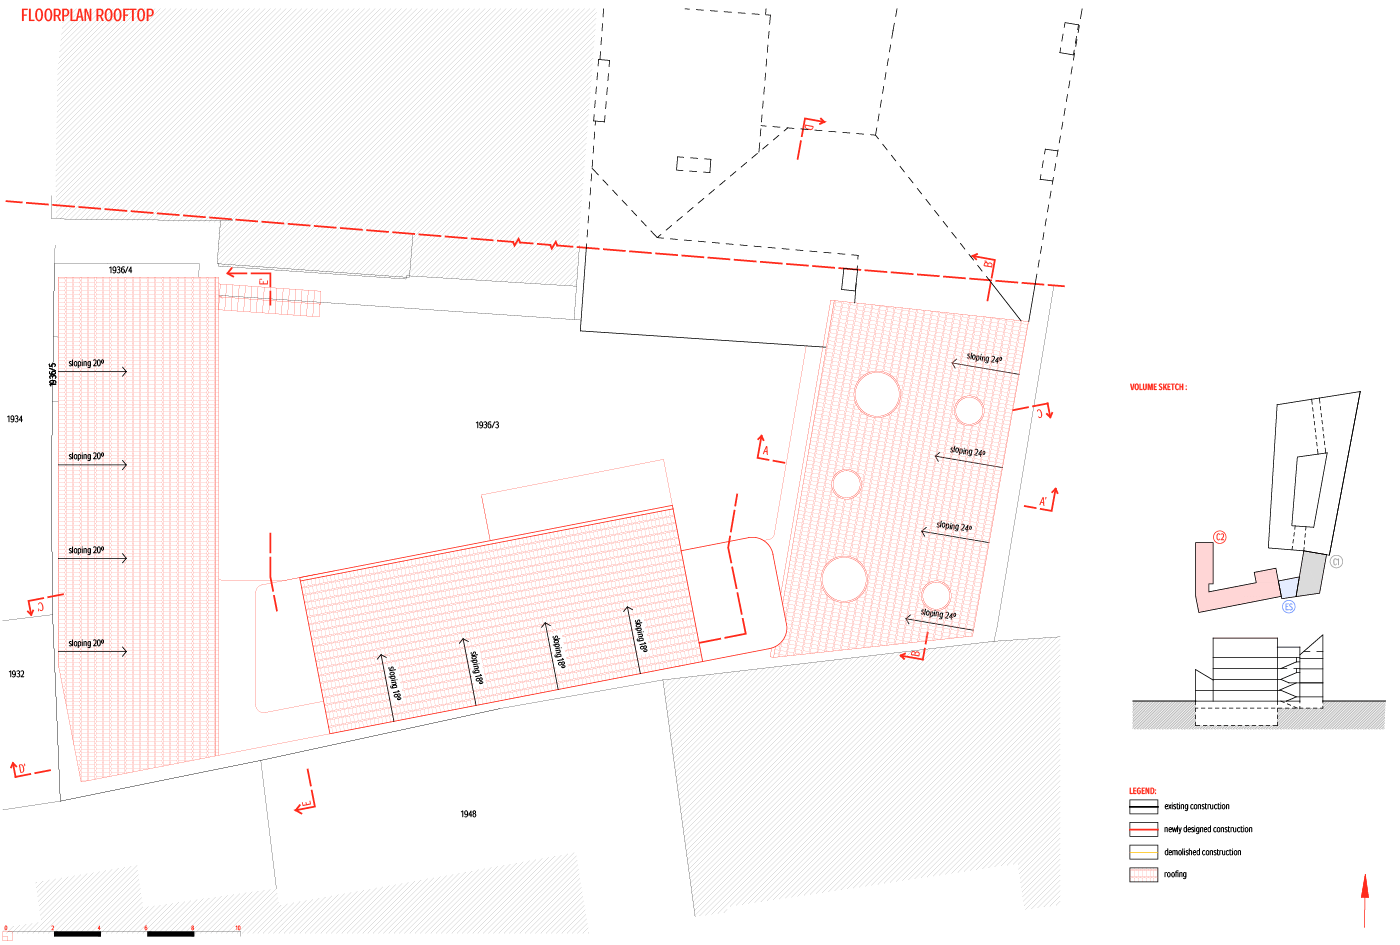 FLOORPLAN ROOFTOP
D
B'
1936/4
E
sloping 20º
1936/5
sloping 24º
1934
1936/3
C
A
sloping 24º
sloping 20º
VOLUME SKETCH :
A'
sloping 24º
sloping 20º
C2
C1
C
ES
sloping 24º
sloping 18º
sloping 18º
sloping 18º
sloping 18º
sloping 20º
B
1932
D'
E
1948
LEGEND:
existing construction
newly designed construction
demolished construction
roofing
0 2 4 6 8 10